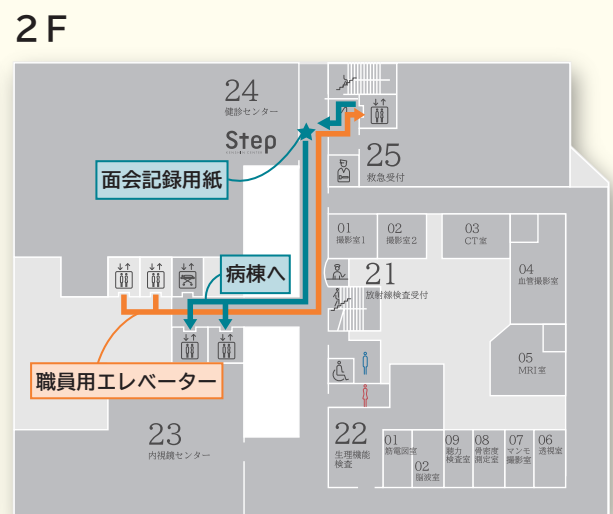 2F
24
健診センター
Step
25
救急受付
面会記録用紙
01
撮影室1
02
撮影室2
03
CT室
04
血管撮影室
21
放射線検査受付
病棟へ
05
MRI室
職員用エレベーター
23
内視鏡センター
22
生理機能
検査
01
筋電図室
02
脳波室
09
聴力
検査室
08
骨密度
測定室
07
マンモ
撮影室
06
透視室